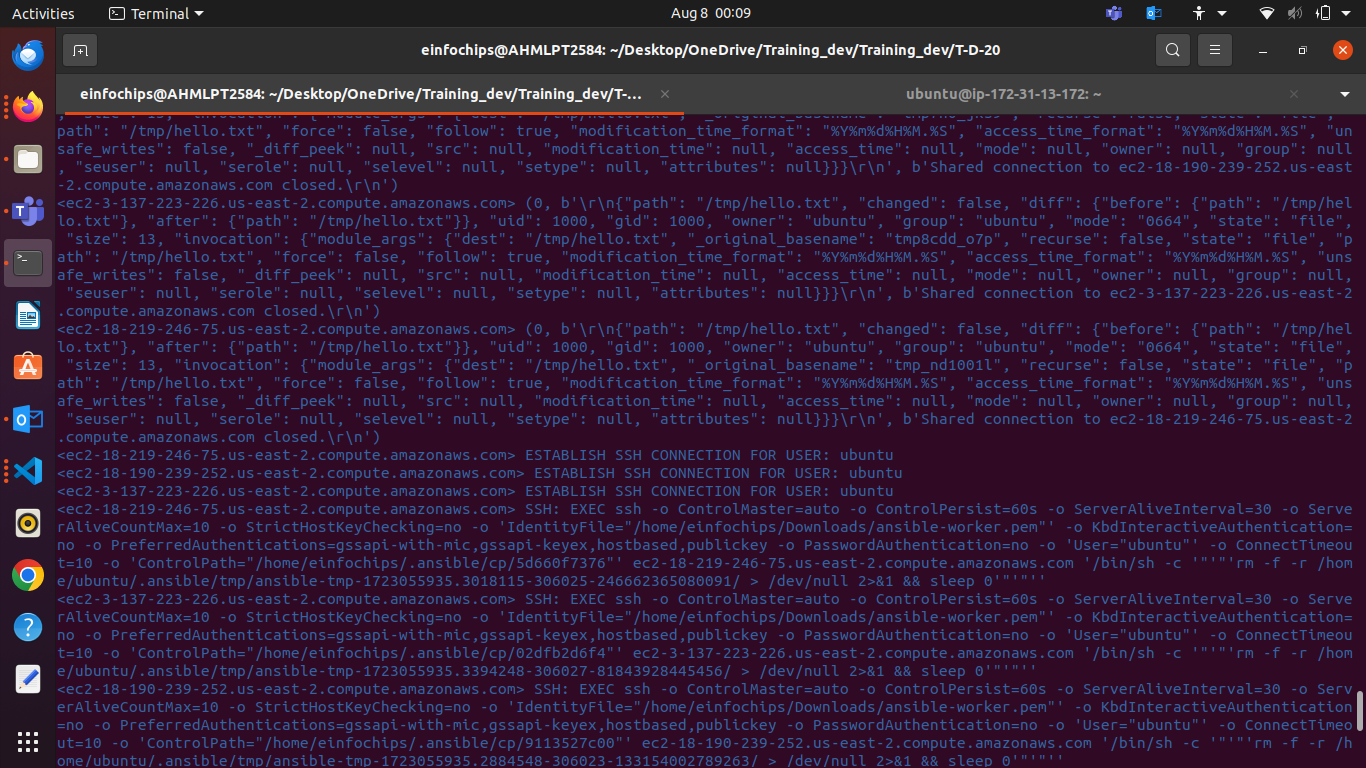 Activities
Terminal
Aug 8 00:09
einfochips@AHMLPT2584: ~/Desktop/OneDrive/Training_dev/Training_dev/T-D-20
einfochips@AHMLPT2584: ~/Desktop/OneDrive/Training_dev/Training_dev/T-...
ubuntu@ip-172-31-13-172: ~
path": "/tmp/hello.txt", "force": false, "follow": true, "modification_time_format": "%Y%m%d%H%M.%S", "access_time_format": "%Y%m%d%H%M.%S", "un
safe_writes": false, "_diff_peek": null, "src": null, "modification_time": null, "access_time": null, "mode": null, "owner": null, "group": null
, "seuser": null, "serole": null, "selevel": null, "setype": null, "attributes": null}}}\r\n', b'Shared connection to ec2-18-190-239-252.us-east
-2.compute.amazonaws.com closed.\r\n')
<ec2-3-137-223-226.us-east-2.compute.amazonaws.com> (0, b'\r\n{"path": "/tmp/hello.txt", "changed": false, "diff": {"before": {"path": "/tmp/hel
lo.txt"}, "after": {"path": "/tmp/hello.txt"}}, "uid": 1000, "gid": 1000, "owner": "ubuntu", "group": "ubuntu", "mode": "0664", "state": "file",
"size": 13, "invocation": {"module_args": {"dest": "/tmp/hello.txt", "_original_basename": "tmp8cdd_o7p", "recurse": false, "state": "file", "p
ath": "/tmp/hello.txt", "force": false, "follow": true, "modification_time_format": "%Y%m%d%H%M.%S", "access_time_format": "%Y%m%d%H%M.%S", "uns
afe_writes": false, "_diff_peek": null, "src": null, "modification_time": null, "access_time": null, "mode": null, "owner": null, "group": null,
"seuser": null, "serole": null, "selevel": null, "setype": null, "attributes": null}}}\r\n', b'Shared connection to ec2-3-137-223-226.us-east-2
.compute.amazonaws.com closed.\r\n')
<ec2-18-219-246-75.us-east-2.compute.amazonaws.com> (0, b'\r\n{"path": "/tmp/hello.txt", "changed": false, "diff": {"before": {"path": "/tmp/hel
lo.txt"}, "after": {"path": "/tmp/hello.txt"}}, "uid": 1000, "gid": 1000, "owner": "ubuntu", "group": "ubuntu", "mode": "0664", "state": "file",
"size": 13, "invocation": {"module_args": {"dest": "/tmp/hello.txt", "_original_basename": "tmp_nd1001l", "recurse": false, "state": "file", "p
ath": "/tmp/hello.txt", "force": false, "follow": true, "modification_time_format": "%Y%m%d%H%M.%S", "access_time_format": "%Y%m%d%H%M.%S", "uns
afe_writes": false, "_diff_peek": null, "src": null, "modification_time": null, "access_time": null, "mode": null, "owner": null, "group": null,
"seuser": null, "serole": null, "selevel": null, "setype": null, "attributes": null}}}\r\n', b'Shared connection to ec2-18-219-246-75.us-east-2
.compute.amazonaws.com closed.\r\n')
<ec2-18-219-246-75.us-east-2.compute.amazonaws.com> ESTABLISH SSH CONNECTION FOR USER: ubuntu
<ec2-18-190-239-252.us-east-2.compute.amazonaws.com> ESTABLISH SSH CONNECTION FOR USER: ubuntu
<ec2-3-137-223-226.us-east-2.compute.amazonaws.com> ESTABLISH SSH CONNECTION FOR USER: ubuntu
<ec2-18-219-246-75.us-east-2.compute.amazonaws.com> SSH: EXEC ssh -o ControlMaster=auto -o ControlPersist=60s -o ServerAliveInterval=30 -o Serve
rAliveCountMax=10 -o StrictHostKeyChecking=no -o 'IdentityFile="/home/einfochips/Downloads/ansible-worker.pem"' -o KbdInteractiveAuthentication=
no -o PreferredAuthentications=gssapi-with-mic,gssapi-keyex,hostbased,publickey -o PasswordAuthentication=no -o 'User="ubuntu"' -o ConnectTimeou
t=10 -o 'ControlPath="/home/einfochips/.ansible/cp/5d660f7376"' ec2-18-219-246-75.us-east-2.compute.amazonaws.com '/bin/sh -c '"'"'rm -f -r /hom
e/ubuntu/.ansible/tmp/ansible-tmp-1723055935.3018115-306025-246662365080091/ > /dev/null 2>&1 && sleep 0'"'"''
<ec2-3-137-223-226.us-east-2.compute.amazonaws.com> SSH: EXEC ssh -o ControlMaster=auto -o ControlPersist=60s -o ServerAliveInterval=30 -o Serve
rAliveCountMax=10 -o StrictHostKeyChecking=no -o 'IdentityFile="/home/einfochips/Downloads/ansible-worker.pem"' -o KbdInteractiveAuthentication=
no -o PreferredAuthentications=gssapi-with-mic,gssapi-keyex,hostbased,publickey -o PasswordAuthentication=no -o 'User="ubuntu"' -o ConnectTimeou
t=10 -o 'ControlPath="/home/einfochips/.ansible/cp/02dfb2d6f4"' ec2-3-137-223-226.us-east-2.compute.amazonaws.com '/bin/sh -c '"'"'rm -f -r /hom
e/ubuntu/.ansible/tmp/ansible-tmp-1723055935.3394248-306027-81843928445456/ > /dev/null 2>&1 && sleep 0'"'"''
<ec2-18-190-239-252.us-east-2.compute.amazonaws.com> SSH: EXEC ssh -o ControlMaster=auto -o ControlPersist=60s -o ServerAliveInterval=30 -o Serv
erAliveCountMax=10 -o StrictHostKeyChecking=no -o 'IdentityFile="/home/einfochips/Downloads/ansible-worker.pem"' -o KbdInteractiveAuthentication
=no -o PreferredAuthentications=gssapi-with-mic,gssapi-keyex,hostbased,publickey -o PasswordAuthentication=no -o 'User="ubuntu"' -o ConnectTimeo
ut=10 -o 'ControlPath="/home/einfochips/.ansible/cp/9113527c00"' ec2-18-190-239-252.us-east-2.compute.amazonaws.com '/bin/sh -c '"'"'rm -f -r /h
ome/ubuntu/.ansible/tmp/ansible-tmp-1723055935.2884548-306023-133154002789263/ > /dev/null 2>&1 && sleep 0'"'"''